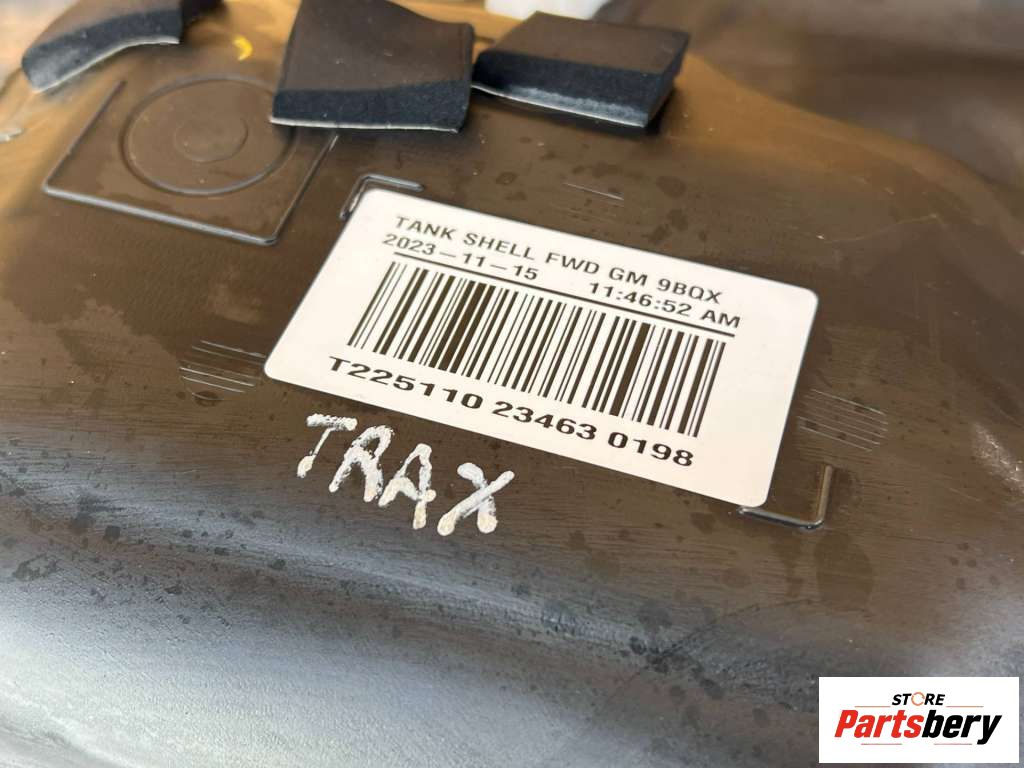 TANK SHELL FWD GM 9BQX
2023-11-15 11:46:52 AM
T225110 23463 0198
TRAX
STORE
Partsbery